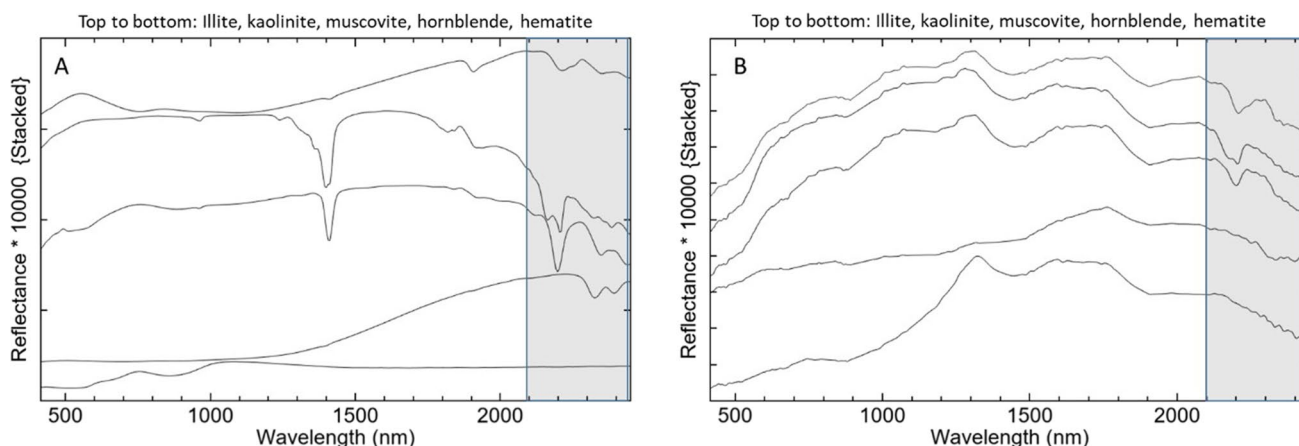 Top to bottom: Illite, kaolinite, muscovite, hornblende, hematite
A
Reflectance * 10000 {Stacked}
500 1000 1500 2000
Wavelength (nm)
Top to bottom: Illite, kaolinite, muscovite, hornblende, hematite
B
Reflectance * 10000 {Stacked}
500 1000 1500 2000
Wavelength (nm)